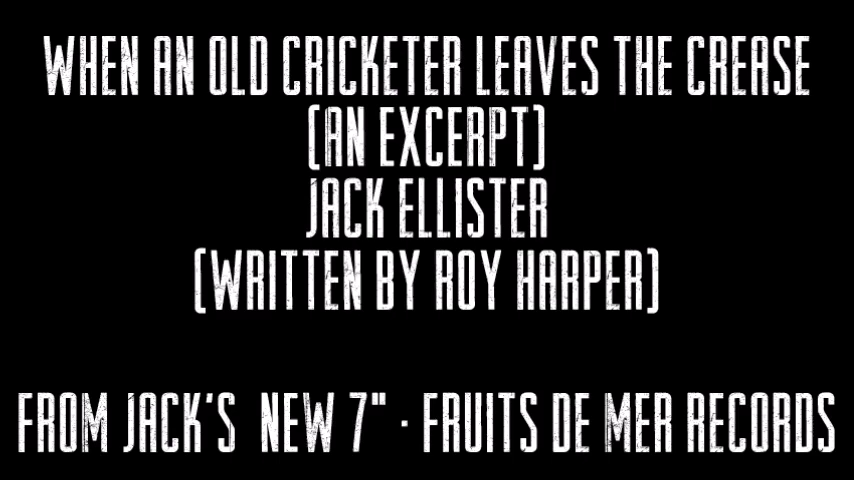 WHEN AN OLD CRICKETER LEAVES THE CREASE
(AN EXCERPT)
JACK ELLISTER
(WRITTEN BY ROY HARPER)
FROM JACK'S NEW 7" · FRUITS DE MER RECORDS